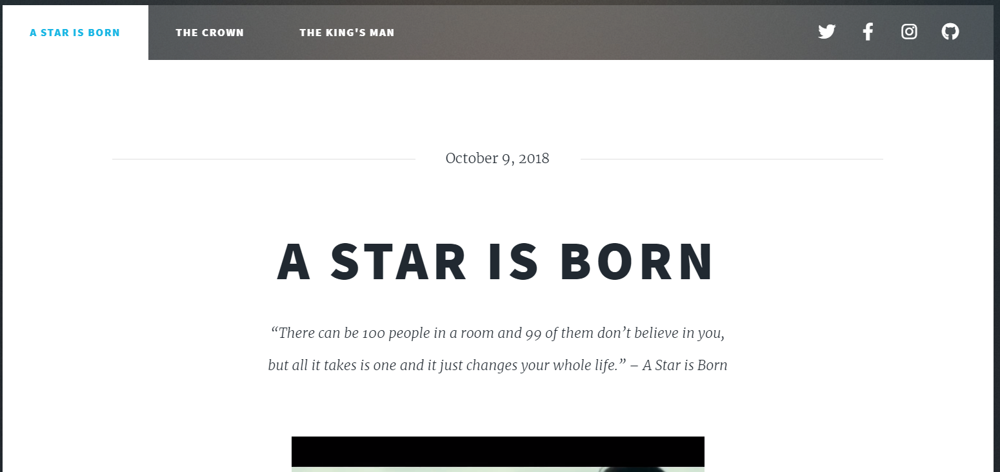 A STAR IS BORN
THE CROWN
THE KING'S MAN
October 9, 2018
A STAR IS BORN
“There can be 100 people in a room and 99 of them don’t believe in you,
but all it takes is one and it just changes your whole life.” – A Star is Born